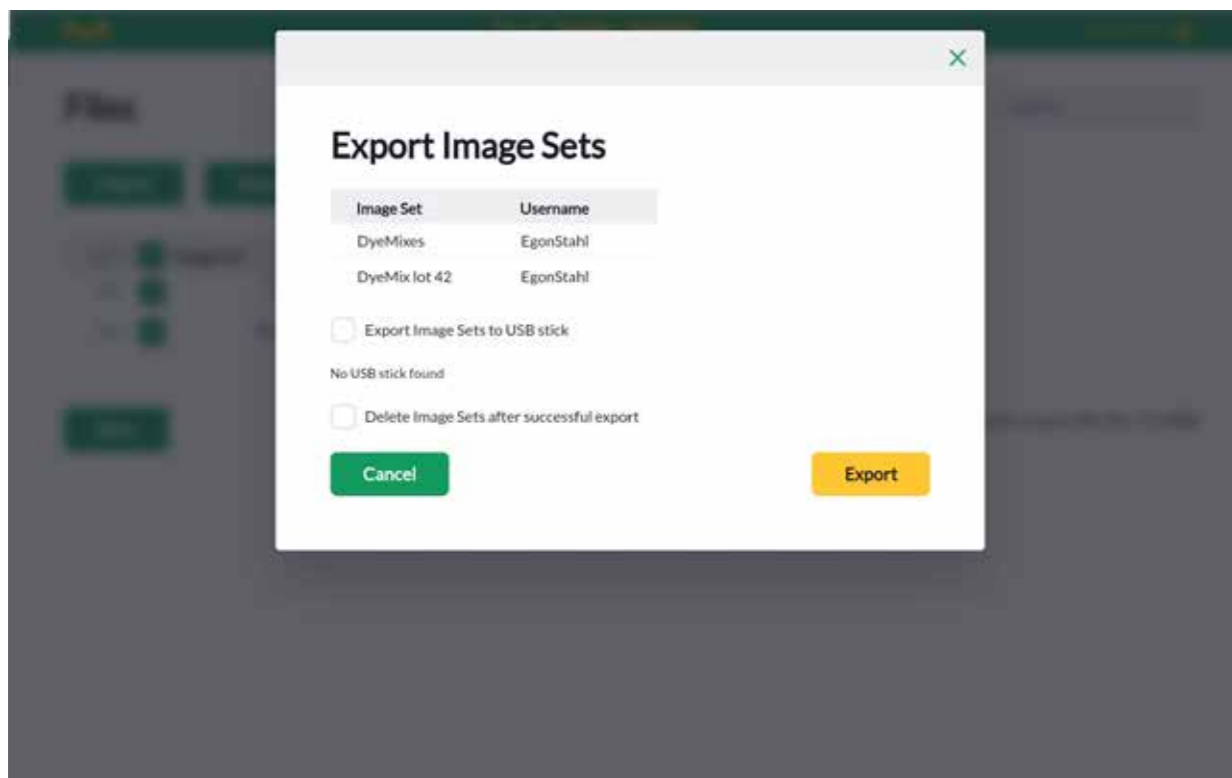 Files
Export Image Sets
Image Set Username
DyeMixes EgonStahl
DyeMix lot 42 EgonStahl
Export Image Sets to USB stick
No USB stick found
Delete Image Sets after successful export
Cancel Export